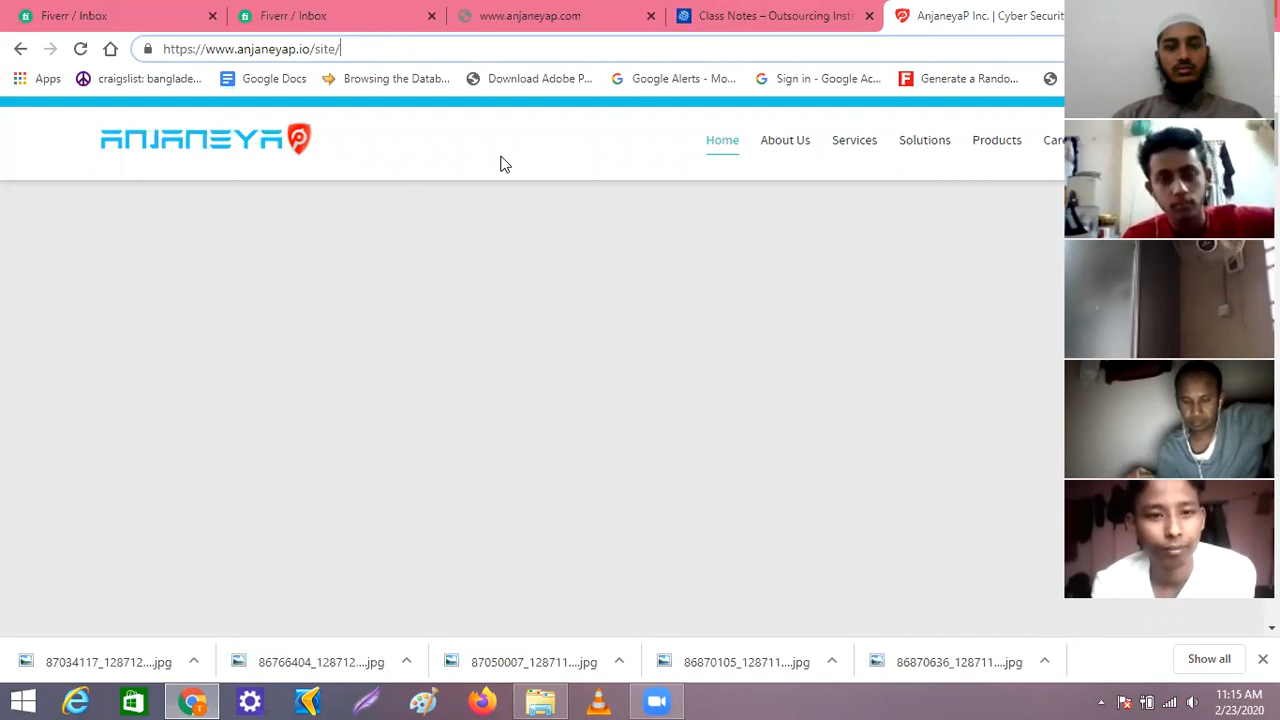 Fiverr / Inbox
Fiverr / Inbox
www.anjaneyap.com
Class Notes – Outsourcing Inst
AnjaneyaP Inc. | Cyber Securit
https://www.anjaneyap.io/site/
Apps
craigslist: banglade...
Google Docs
Browsing the Datab...
Download Adobe P...
Google Alerts - Mo...
Sign in - Google Ac...
Generate a Rando...
ANJANEYA
Home
About Us
Services
Solutions
Products
Care
87034117_128712....jpg
86766404_128712....jpg
87050007_128711....jpg
86870105_128711....jpg
86870636_128711....jpg
Show all
11:15 AM
2/23/2020